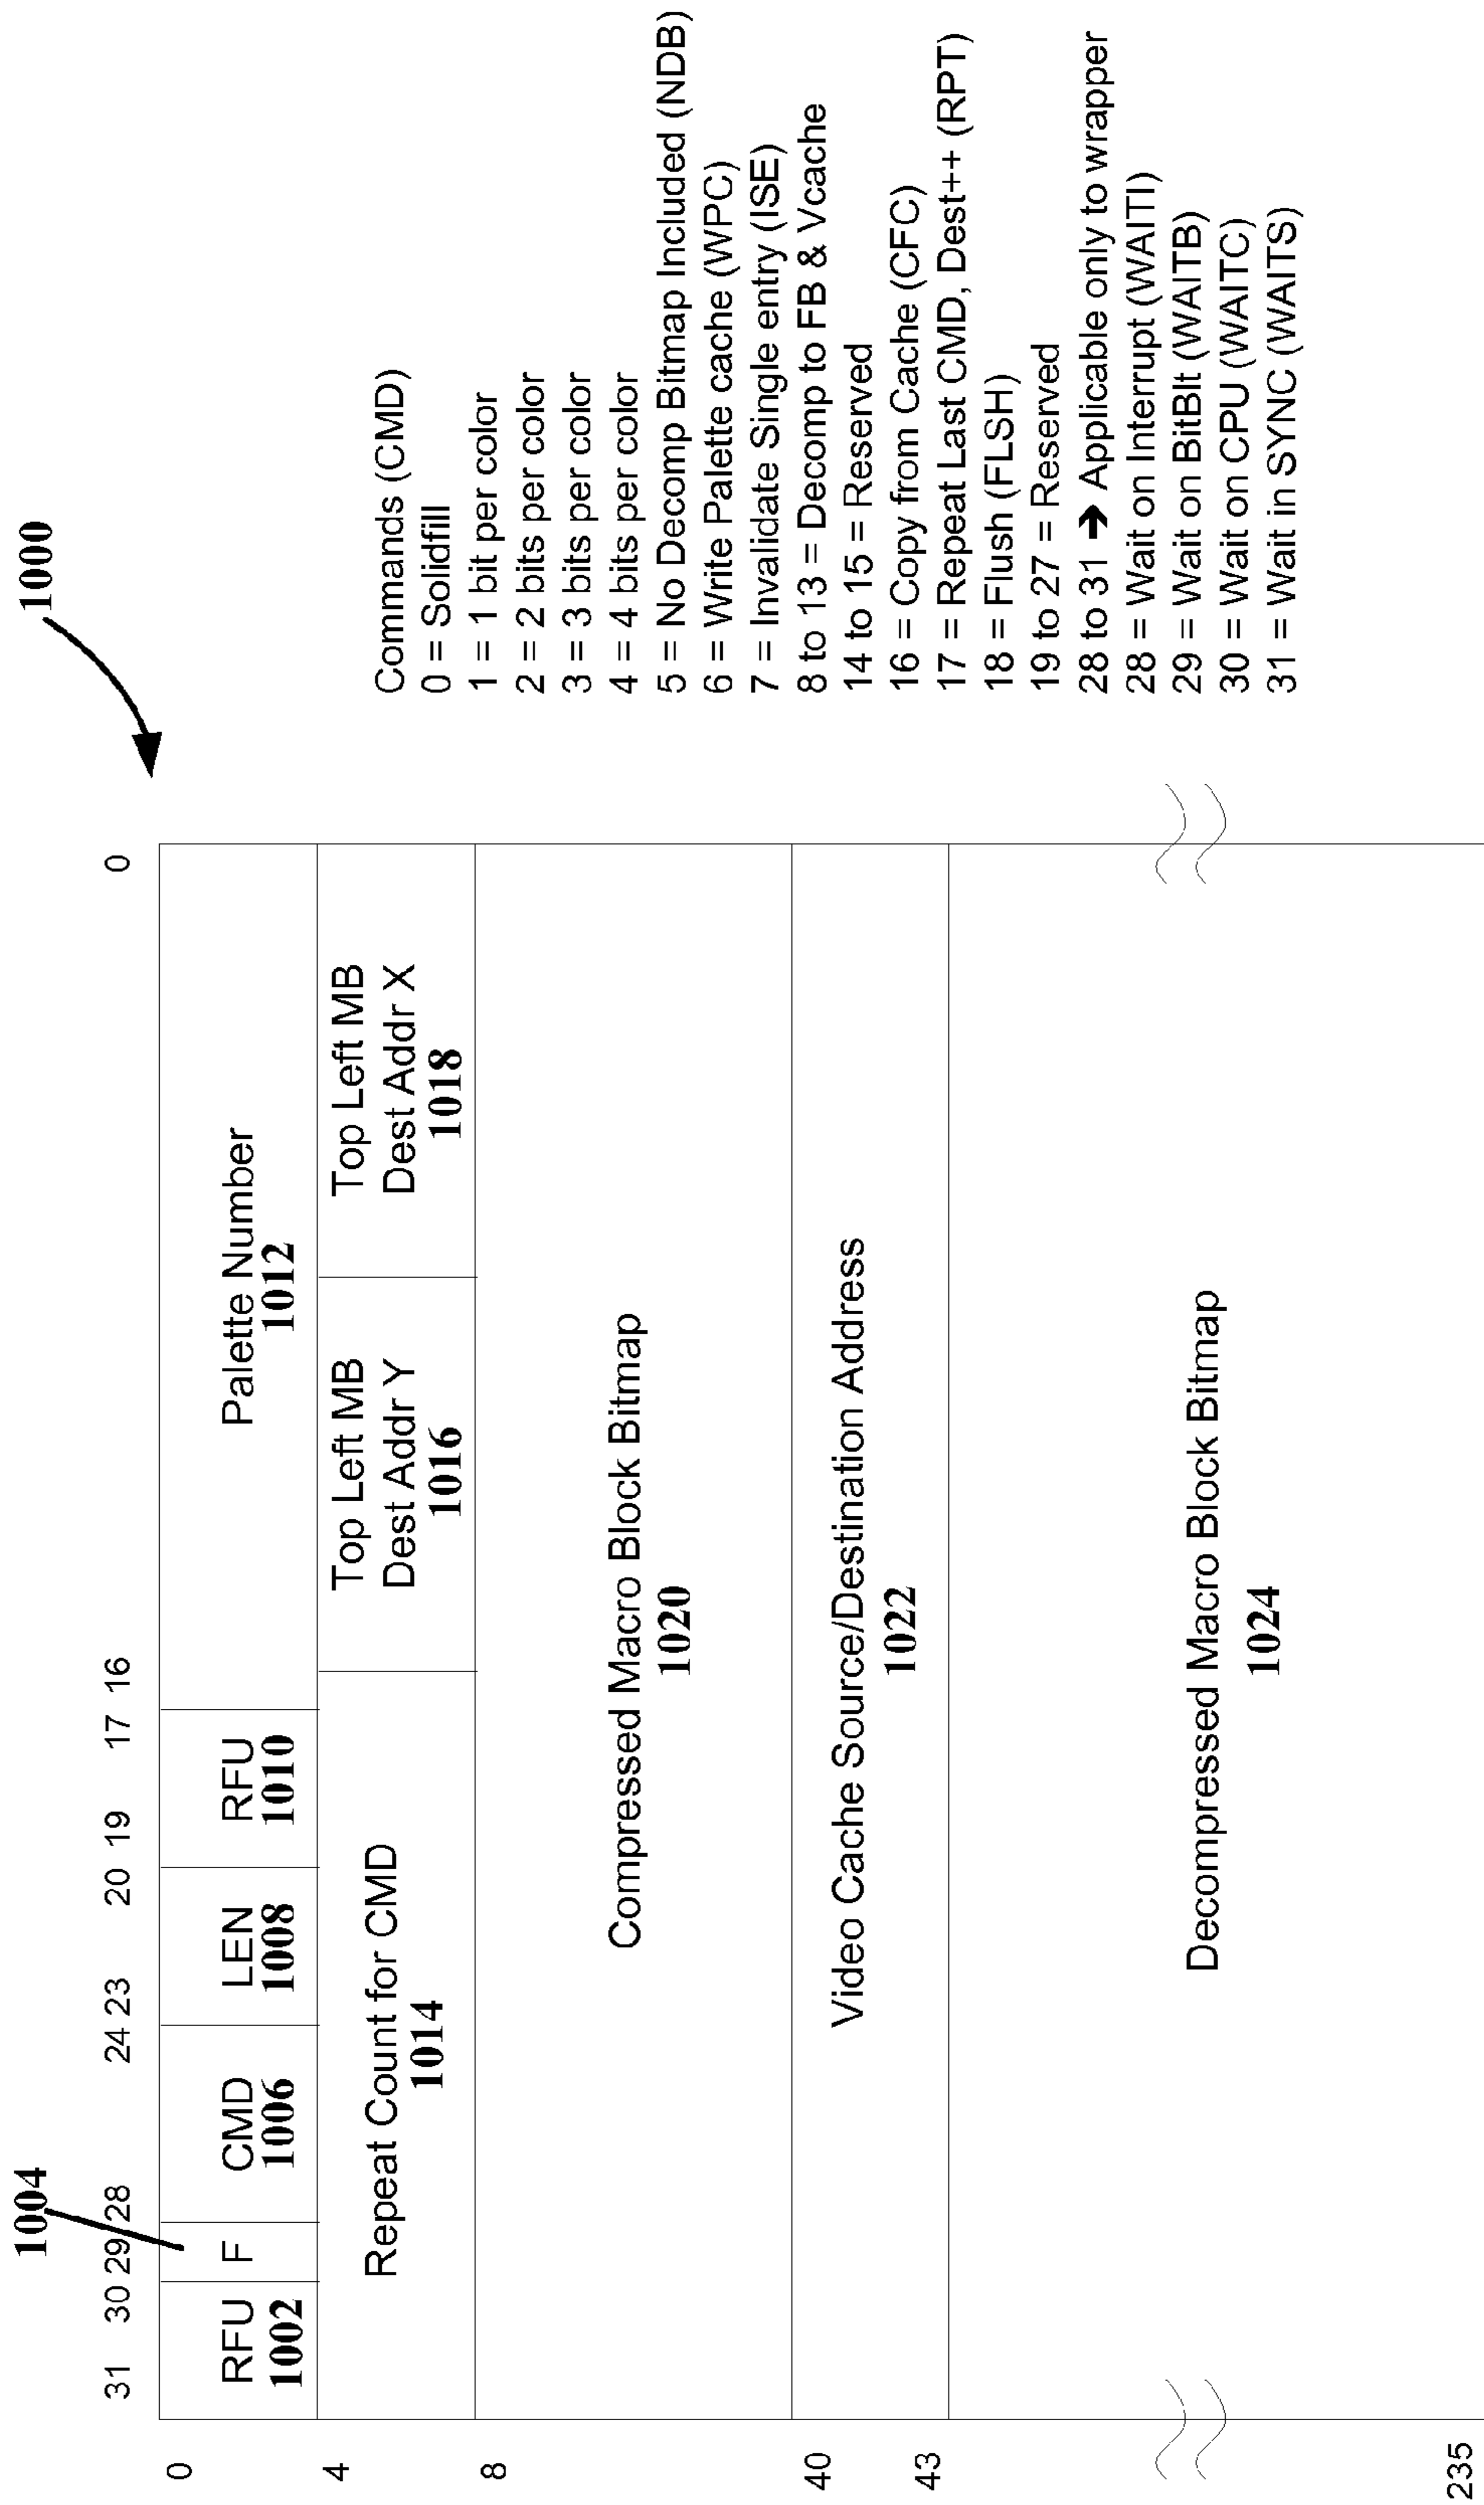 1000
1004
31 30 29 28 24 23 20 19 17 16 0
0
RFU
1002
F
CMD
1006
LEN
1008
RFU
1010
Palette Number
1012
4
Repeat Count for CMD
1014
Top Left MB
Dest Addr Y
1016
Top Left MB
Dest Addr X
1018
8
Compressed Macro Block Bitmap
1020
40
Video Cache Source/Destination Address
1022
43
Decompressed Macro Block Bitmap
1024
235
Commands (CMD)
0 = Solidfill
1 = 1 bit per color
2 = 2 bits per color
3 = 3 bits per color
4 = 4 bits per color
5 = No Decomp Bitmap Included (NDB)
6 = Write Palette cache (WPC)
7 = Invalidate Single entry (ISE)
8 to 13 = Decomp to FB & Vcache
14 to 15 = Reserved
16 = Copy from Cache (CFC)
17 = Repeat Last CMD, Dest++ (RPT)
18 = Flush (FLSH)
19 to 27 = Reserved
28 to 31 ➔ Applicable only to wrapper
28 = Wait on Interrupt (WAITI)
29 = Wait on BitBlt (WAITB)
30 = Wait on CPU (WAITC)
31 = Wait in SYNC (WAITS)